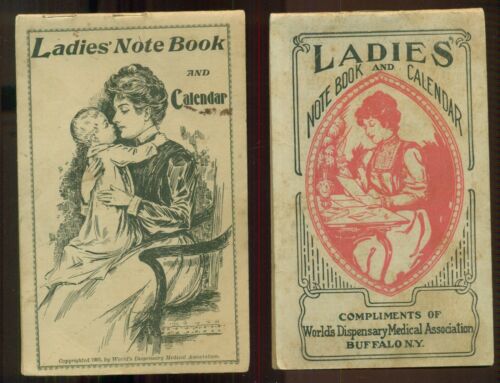 Ladies' Note Book
AND
Calendar
Copyrighted 1905, by World's Dispensary Medical Association.
LADIES'
NOTE BOOK AND CALENDAR
COMPLIMENTS OF
World's Dispensary Medical Association
BUFFALO N.Y.